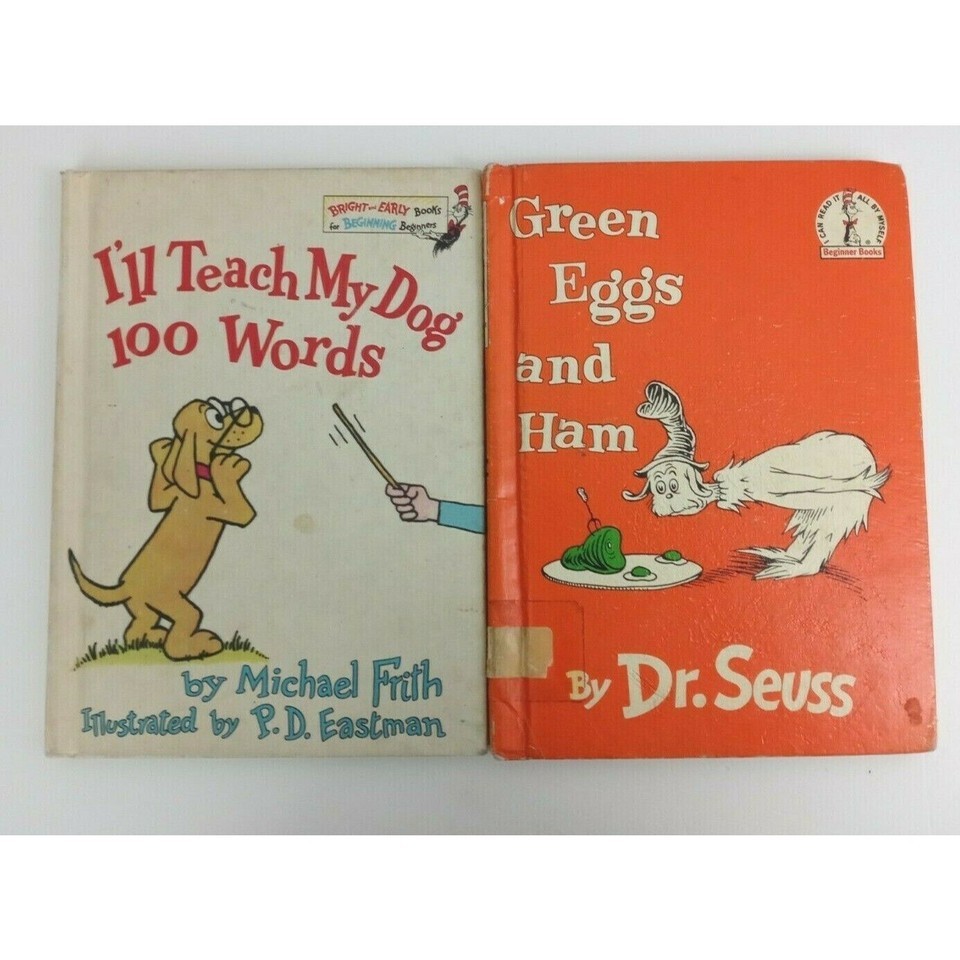 BRIGHT and EARLY Books
for BEGINNING Beginners
I'll Teach My Dog
100 Words
by Michael Frith
Illustrated by P.D. Eastman
Green
Eggs
and
Ham
I CAN READ IT ALL BY MYSELF
Beginner Books
By Dr. Seuss